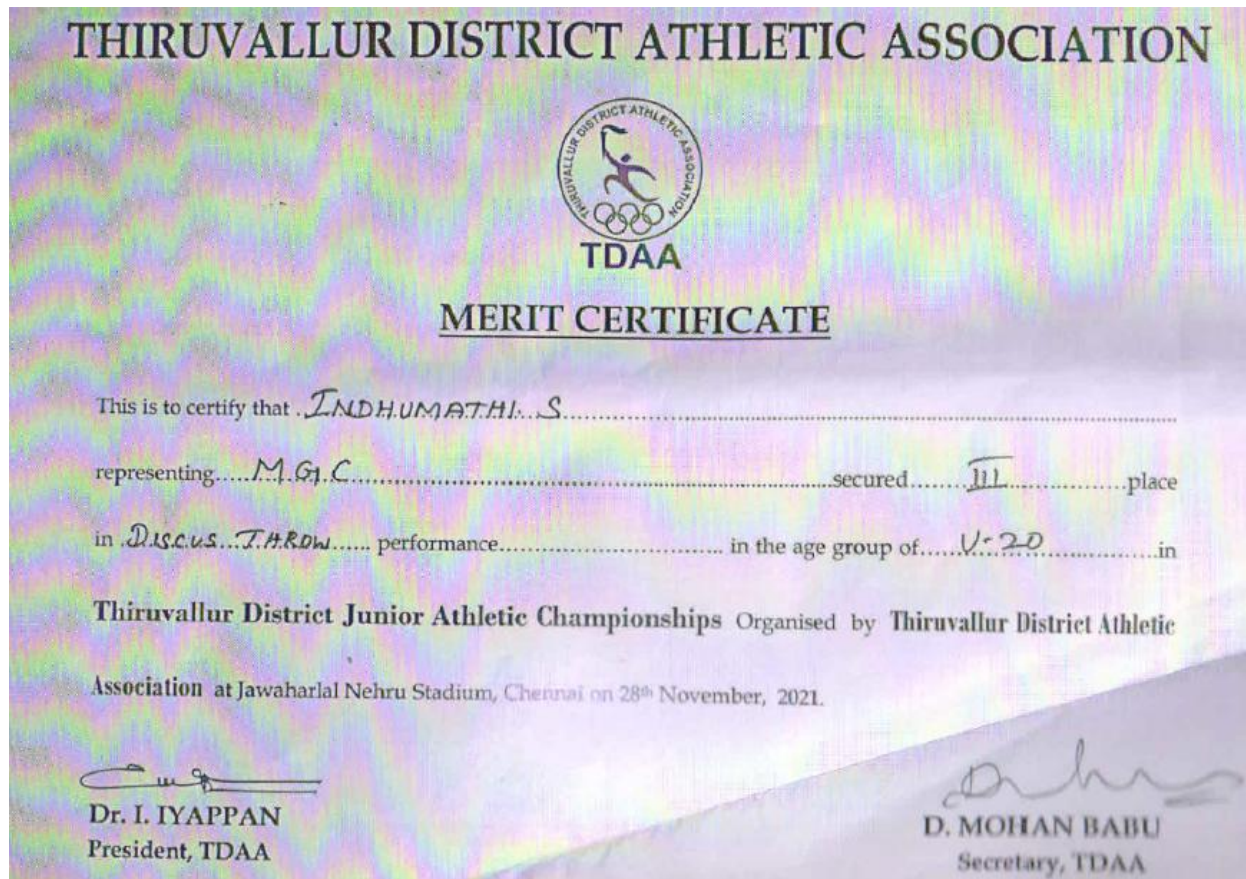 THIRUVALLUR DISTRICT ATHLETIC ASSOCIATION
THIRUVALLUR DISTRICT ATHLETIC ASSOCIATION
TDAA
MERIT CERTIFICATE
This is to certify that . INDHUMATHI. S
representing.....M.G.C.....secured.....III.....place
in .DISCUS THROW..... performance..... in the age group of.....U-20.....in
Thiruvallur District Junior Athletic Championships Organised by Thiruvallur District Athletic
Association at Jawaharlal Nehru Stadium, Chennai on 28th November, 2021.
Dr. I. IYAPPAN
President, TDAA
D. MOHAN BABU
Secretary, TDAA